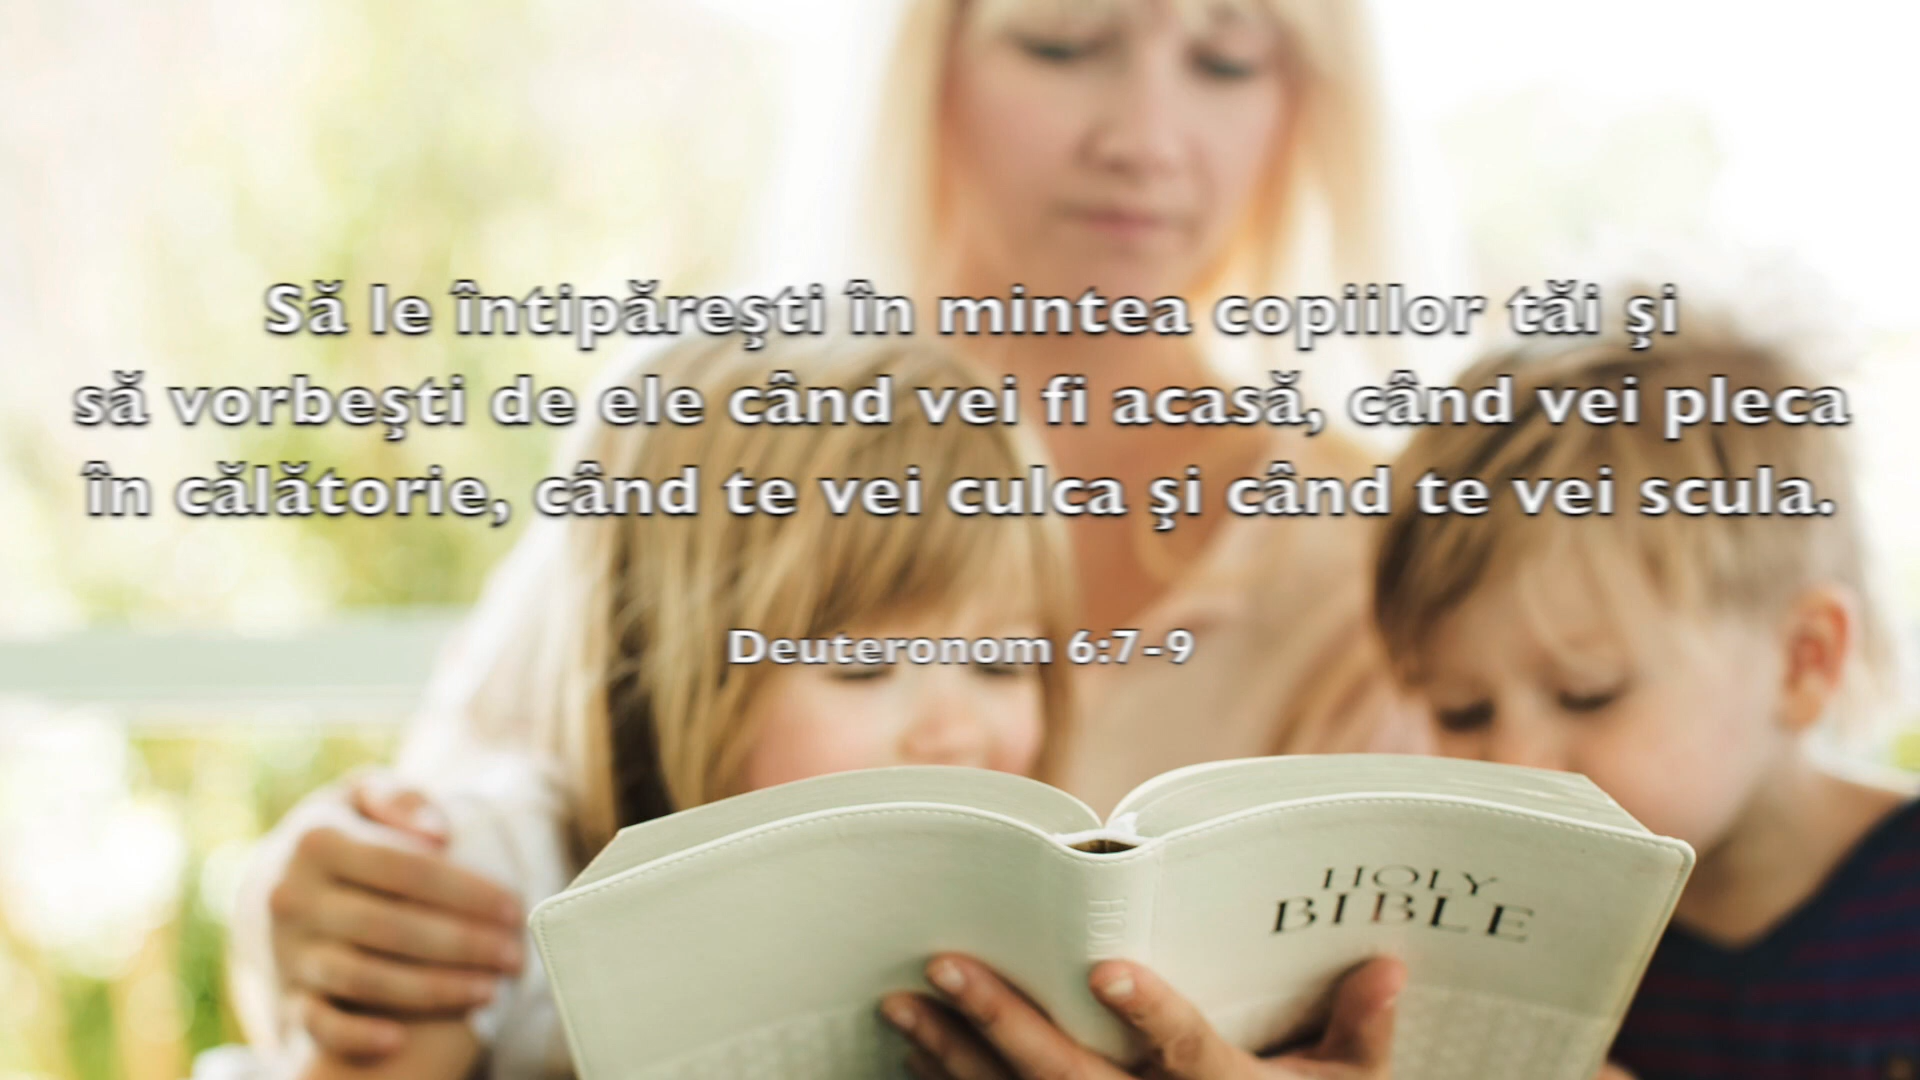 Să le întipăreşti în mintea copiilor tăi şi
să vorbeşti de ele când vei fi acasă, când vei pleca
în călătorie, când te vei culca şi când te vei scula.
Deuteronom 6:7-9
HOLY
BIBLE